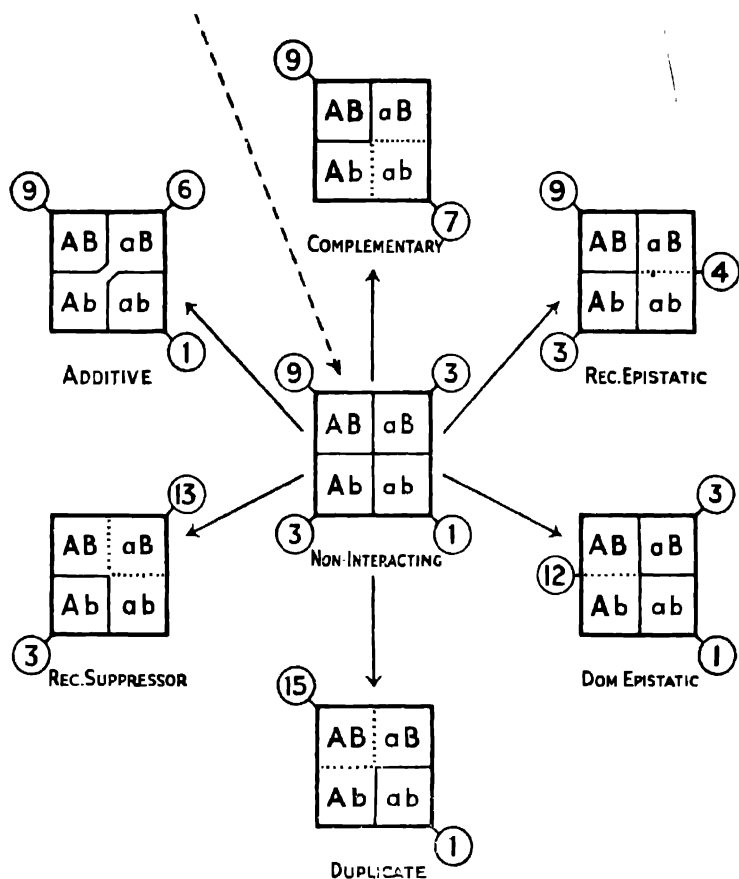 9
AB aB
Ab ab
7
COMPLEMENTARY
9 6
AB aB
Ab ab
1
ADDITIVE
9
AB aB
4
Ab ab
3
REC. EPISTATIC
9 3
AB aB
Ab ab
3 1
NON-INTERACTING
13
AB aB
Ab ab
3
REC. SUPPRESSOR
3
AB aB
12
Ab ab
1
DOM EPISTATIC
15
AB aB
Ab ab
1
DUPLICATE